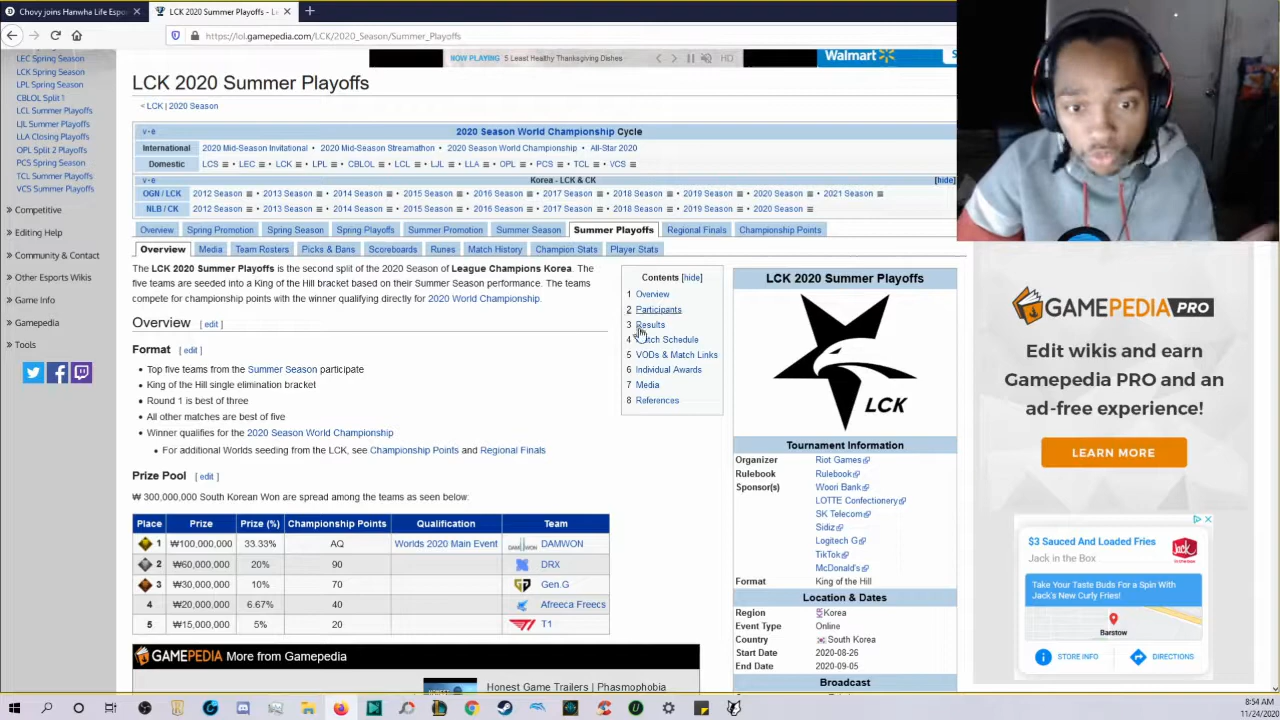 Chovy joins Hanwha Life Espo
LCK 2020 Summer Playoffs - L
https://lol.gamepedia.com/LCK/2020_Season/Summer_Playoffs
LEC Spring Season
LCK Spring Season
LPL Spring Season
CBLOL Split 1
LCL Summer Playoffs
LJL Summer Playoffs
LLA Closing Playoffs
OPL Split 2 Playoffs
PCS Spring Season
TCL Summer Playoffs
VCS Summer Playoffs
Competitive
Editing Help
Community & Contact
Other Esports Wikis
Game Info
Gamepedia
Tools
NOW PLAYING 5 Least Healthy Thanksgiving Dishes
HD
Walmart
LCK 2020 Summer Playoffs
< LCK | 2020 Season
v · e 2020 Season World Championship Cycle
International 2020 Mid-Season Invitational • 2020 Mid-Season Streamathon • 2020 Season World Championship • All-Star 2020
Domestic LCS • LEC • LCK • LPL • CBLOL • LCL • LJL • LLA • OPL • PCS • TCL • VCS
v · e Korea - LCK & CK [hide]
OGN / LCK 2012 Season • 2013 Season • 2014 Season • 2015 Season • 2016 Season • 2017 Season • 2018 Season • 2019 Season • 2020 Season • 2021 Season
NLB / CK 2012 Season • 2013 Season • 2014 Season • 2015 Season • 2016 Season • 2017 Season • 2018 Season • 2019 Season • 2020 Season
Overview Spring Promotion Spring Season Spring Playoffs Summer Promotion Summer Season Summer Playoffs Regional Finals Championship Points
Overview Media Team Rosters Picks & Bans Scoreboards Runes Match History Champion Stats Player Stats
The LCK 2020 Summer Playoffs is the second split of the 2020 Season of League Champions Korea. The
five teams are seeded into a King of the Hill bracket based on their Summer Season performance. The teams
compete for championship points with the winner qualifying directly for 2020 World Championship.
Overview [edit]
Format [edit]
• Top five teams from the Summer Season participate
• King of the Hill single elimination bracket
• Round 1 is best of three
• All other matches are best of five
• Winner qualifies for the 2020 Season World Championship
• For additional Worlds seeding from the LCK, see Championship Points and Regional Finals
Prize Pool [edit]
₩ 300,000,000 South Korean Won are spread among the teams as seen below:
Place Prize Prize (%) Championship Points Qualification Team
1 ₩100,000,000 33.33% AQ Worlds 2020 Main Event DAMWON
2 ₩60,000,000 20% 90 DRX
3 ₩30,000,000 10% 70 Gen.G
4 ₩20,000,000 6.67% 40 Afreeca Freecs
5 ₩15,000,000 5% 20 T1
GAMEPEDIA More from Gamepedia
Honest Game Trailers | Phasmophobia
Contents [hide]
1 Overview
2 Participants
3 Results
4 tch Schedule
5 VODs & Match Links
6 Individual Awards
7 Media
8 References
LCK 2020 Summer Playoffs
LCK
Tournament Information
Organizer Riot Games
Rulebook Rulebook
Sponsor(s) Woori Bank
LOTTE Confectionery
SK Telecom
Sidiz
Logitech G
TikTok
McDonald's
Format King of the Hill
Location & Dates
Region Korea
Event Type Online
Country South Korea
Start Date 2020-08-26
End Date 2020-09-05
Broadcast
GAMEPEDIA PRO
Edit wikis and earn
Gamepedia PRO and an
ad-free experience!
LEARN MORE
$3 Sauced And Loaded Fries
Jack in the Box
Take Your Taste Buds For a Spin With
Jack's New Curly Fries!
Barstow
STORE INFO
DIRECTIONS
8:54 AM
11/24/2020